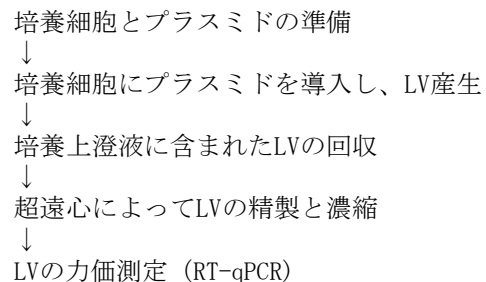 培養細胞とプラスミドの準備
↓
培養細胞にプラスミドを導入し、LV産生
↓
培養上澄液に含まれたLVの回収
↓
超遠心によってLVの精製と濃縮
↓
LVの力価測定（RT-qPCR）